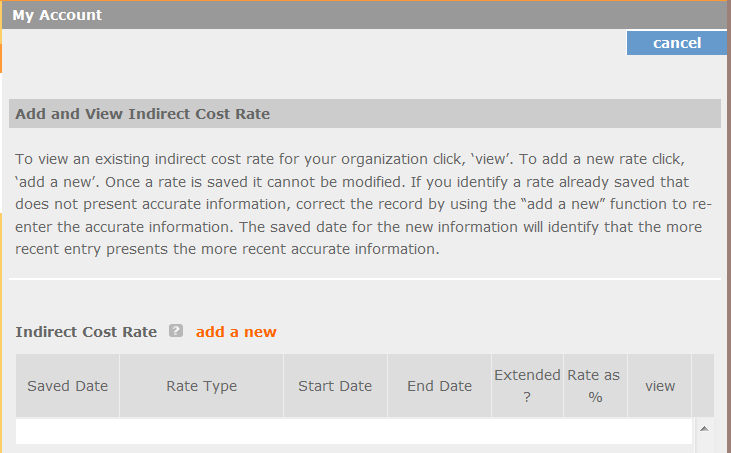 My Account
cancel
Add and View Indirect Cost Rate
To view an existing indirect cost rate for your organization click, ‘view’. To add a new rate click,
‘add a new’. Once a rate is saved it cannot be modified. If you identify a rate already saved that
does not present accurate information, correct the record by using the “add a new” function to re-
enter the accurate information. The saved date for the new information will identify that the more
recent entry presents the more recent accurate information.
Indirect Cost Rate ? add a new
Saved Date Rate Type Start Date End Date Extended ? Rate as % view